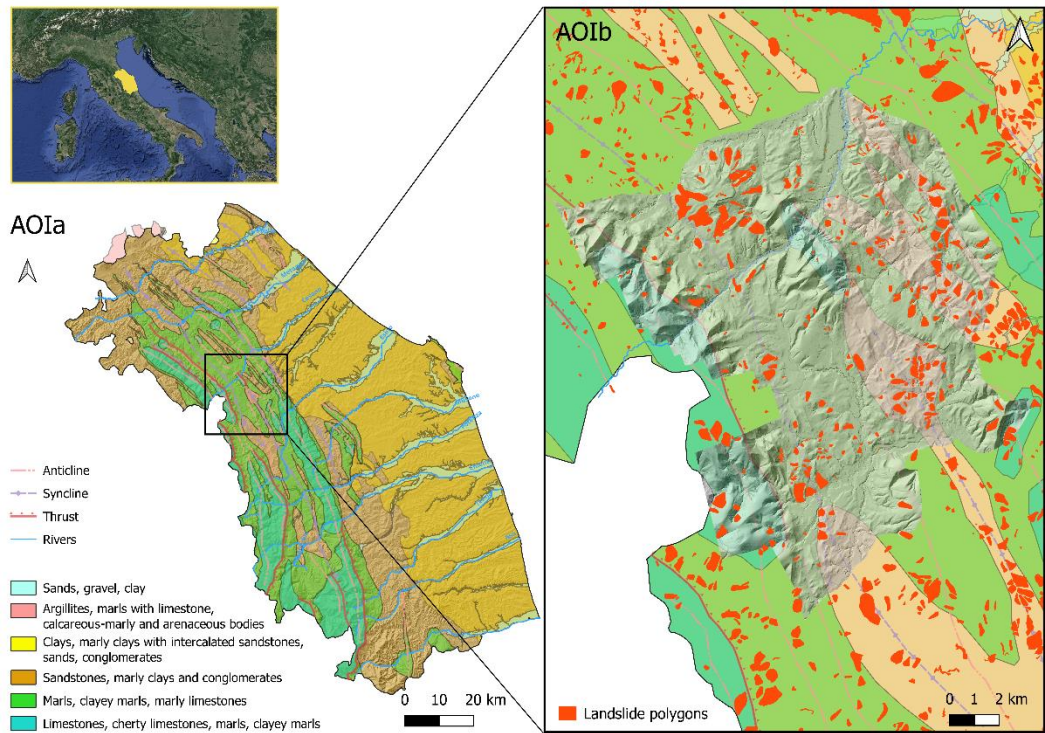 AOIa
Anticline
Syncline
Thrust
Rivers
Sands, gravel, clay
Argillites, marls with limestone,
calcareous-marly and arenaceous bodies
Clays, marly clays with intercalated sandstones,
sands, conglomerates
Sandstones, marly clays and conglomerates
Marls, clayey marls, marly limestones
Limestones, cherty limestones, marls, clayey marls
0 10 20 km
AOIb
Landslide polygons
0 1 2 km